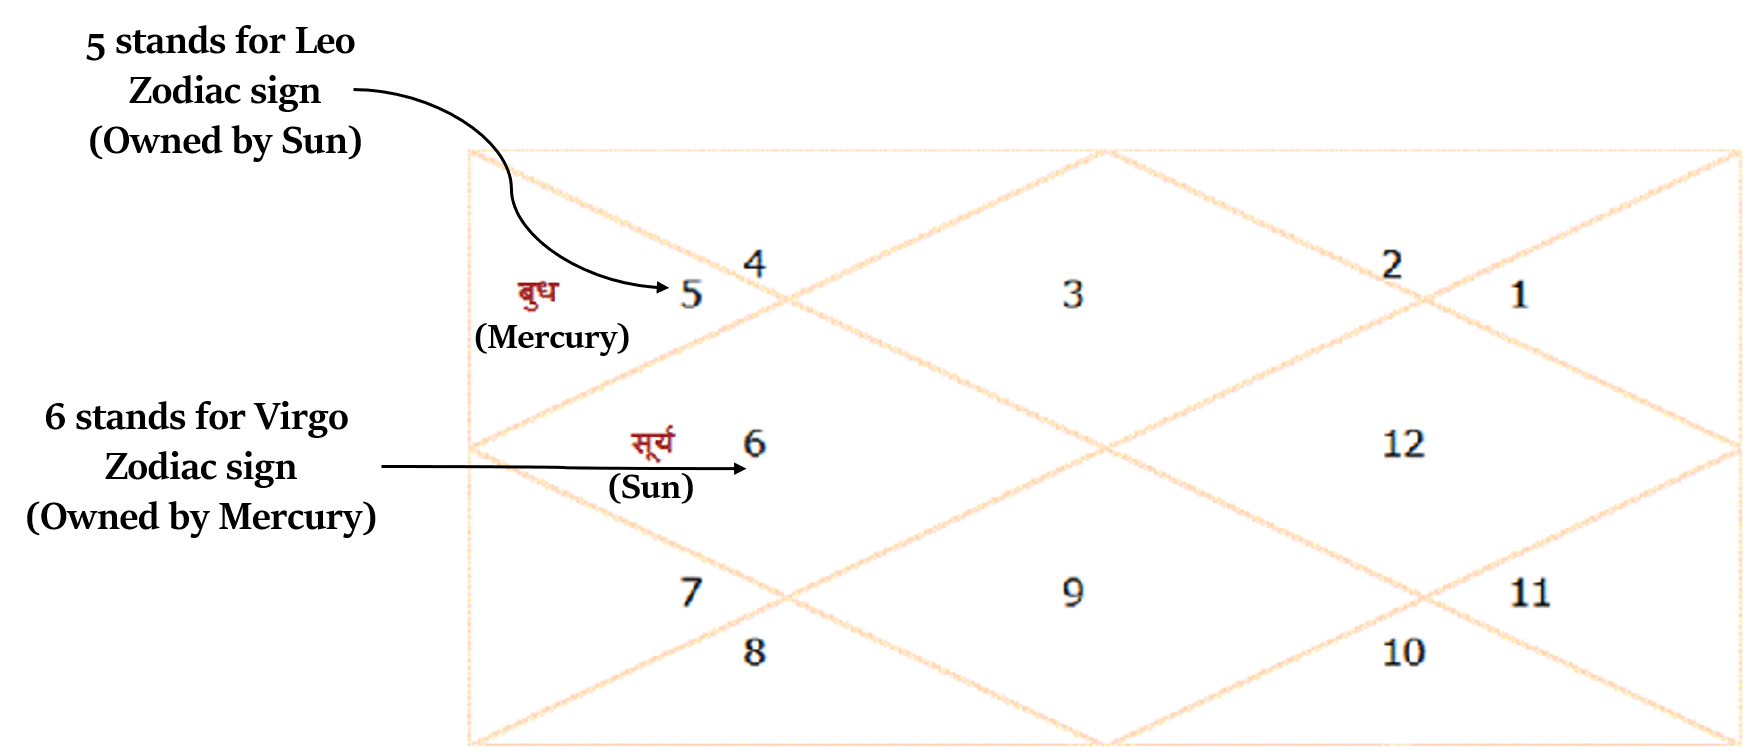 5 stands for Leo
Zodiac sign
(Owned by Sun)
4
2
बुध
5
3
1
(Mercury)
6 stands for Virgo
Zodiac sign
(Owned by Mercury)
सूर्य
6
12
(Sun)
7
9
11
8
10